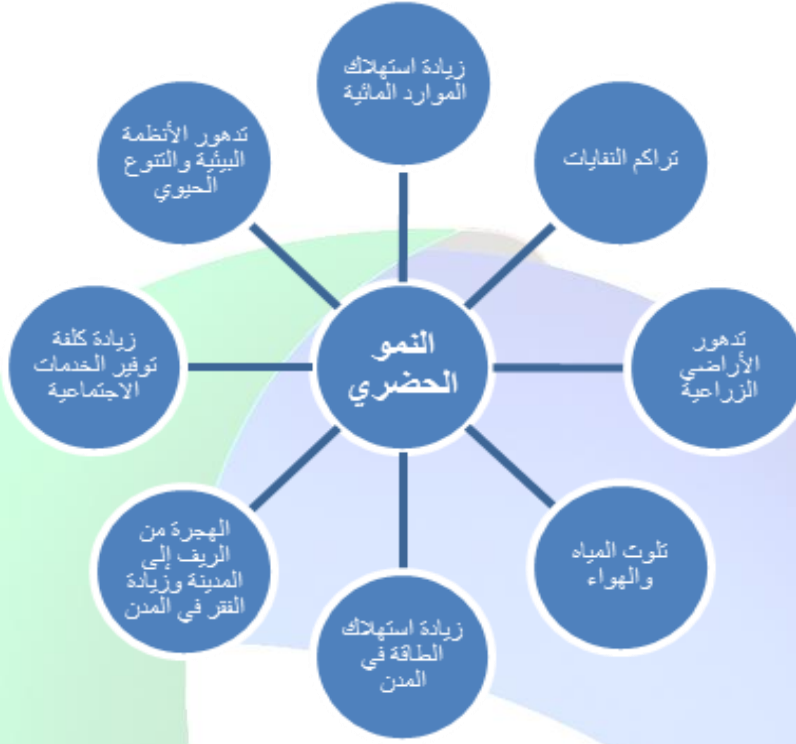 زيادة استهلاك
الموارد المائية
تراكم النفايات
تدهور
الأراضي
الزراعية
تلوث المياه
والهواء
زيادة استهلاك
الطاقة في
المدن
الهجرة من
الريف إلى
المدينة وزيادة
الفقر في المدن
زيادة كلفة
توفير الخدمات
الاجتماعية
تدهور الأنظمة
البيئية والتنوع
الحيوي
النمو
الحضري